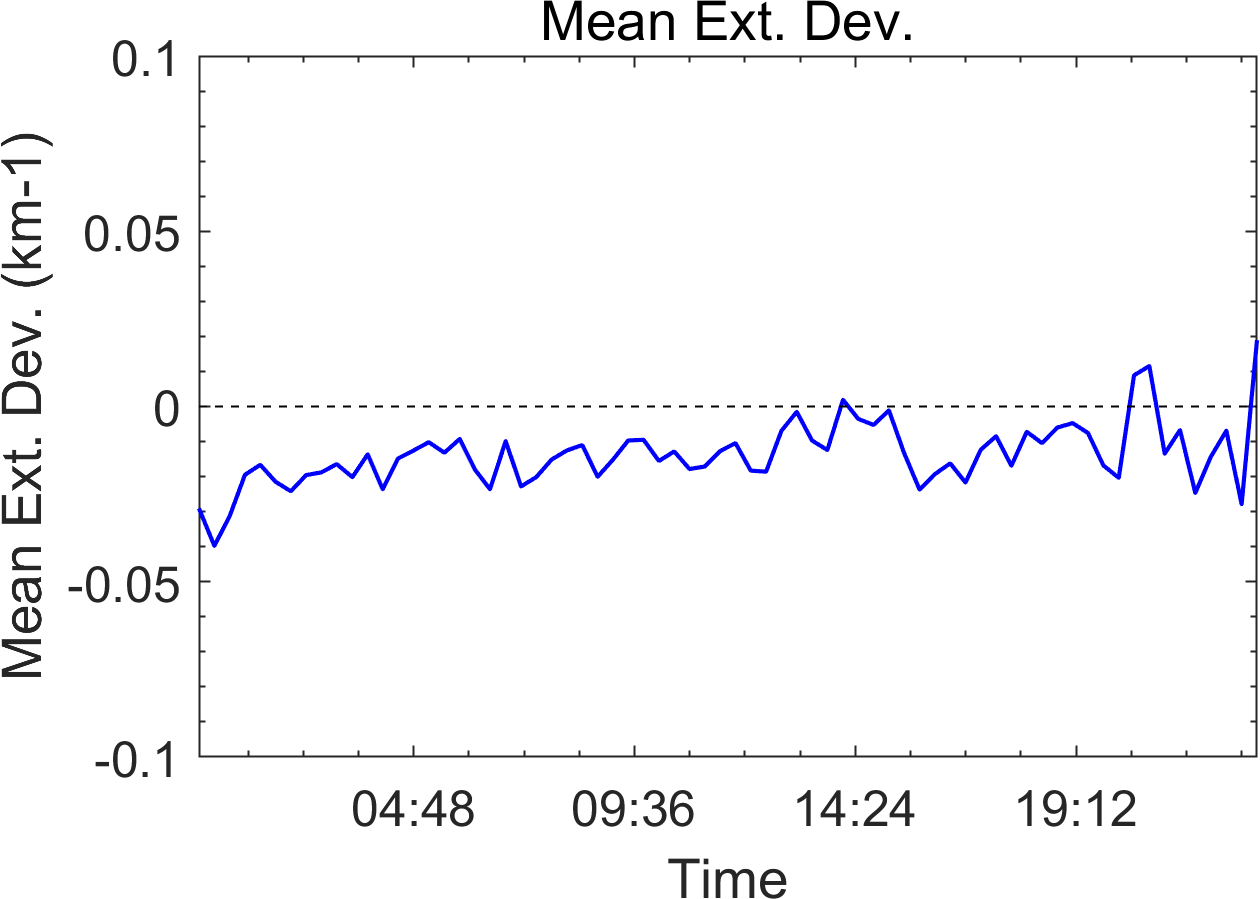 Mean Ext. Dev.
Mean Ext. Dev. (km-1)
0.1
0.05
0
-0.05
-0.1
04:48 09:36 14:24 19:12
Time